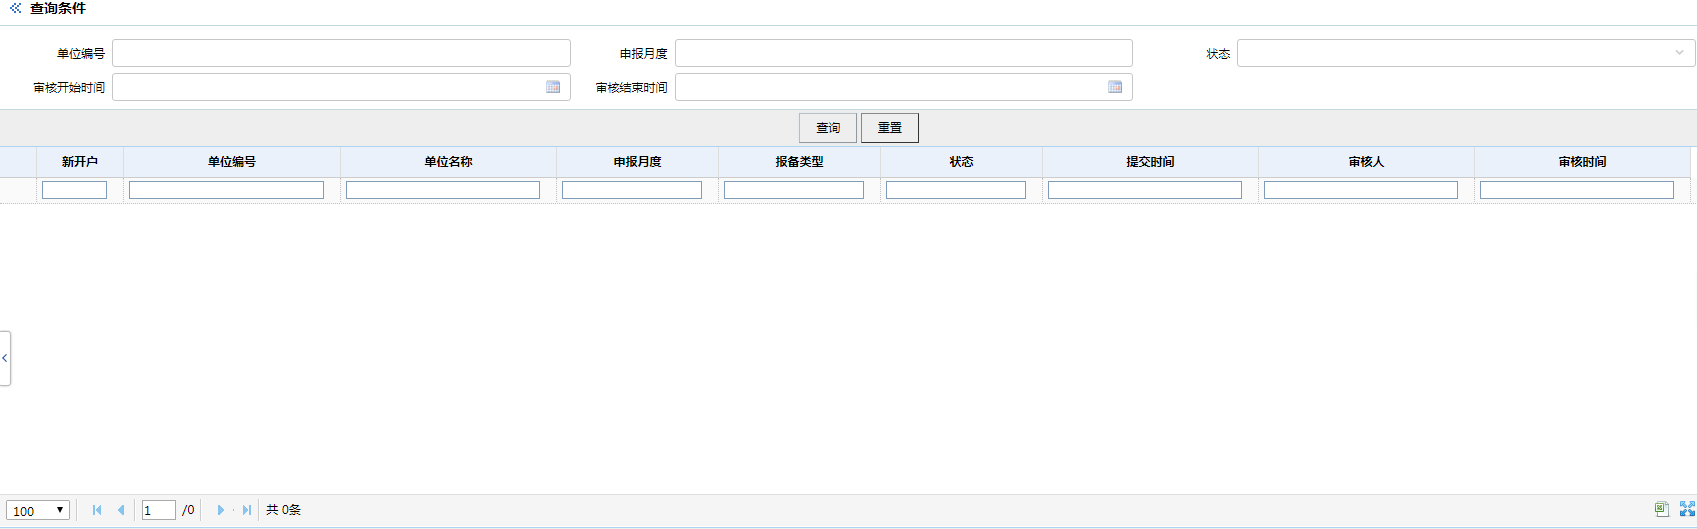 查询条件
单位编号 申报月度 状态
审核开始时间 审核结束时间
查询 重置
新开户 单位编号 单位名称 申报月度 报备类型 状态 提交时间 审核人 审核时间
100 1 /0 共 0条